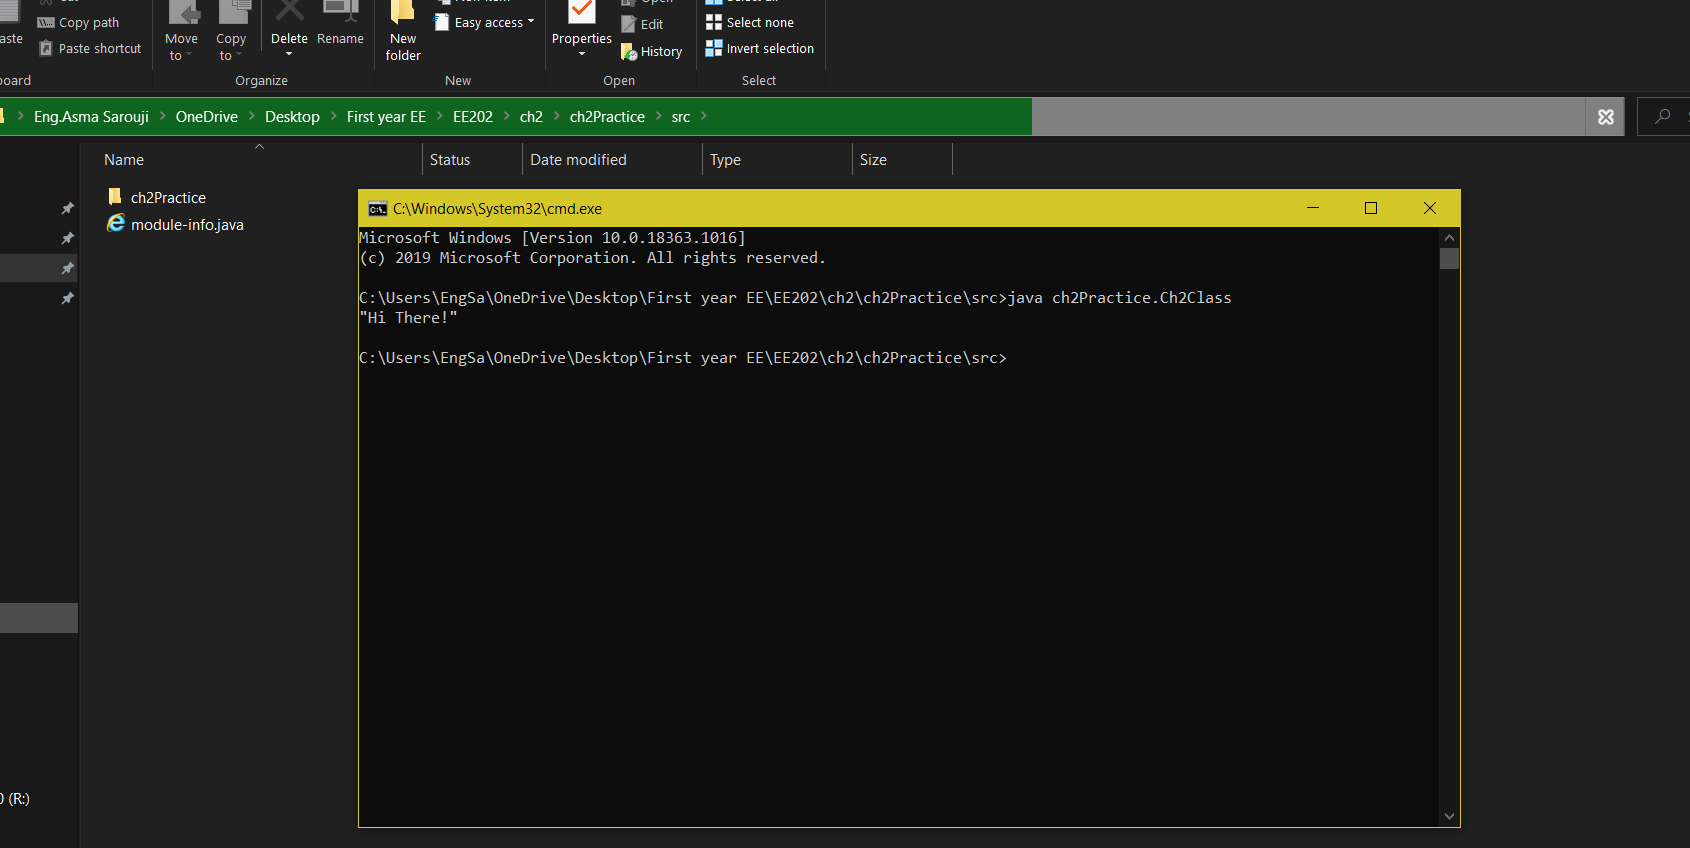 Easy access
Copy path
Edit
Select none
Paste shortcut
Move to
Copy to
Delete
Rename
New folder
Properties
History
Invert selection
Organize
New
Open
Select
Eng.Asma Sarouji > OneDrive > Desktop > First year EE > EE202 > ch2 > ch2Practice > src >
Name Status Date modified Type Size
ch2Practice
module-info.java
C:\Windows\System32\cmd.exe
Microsoft Windows [Version 10.0.18363.1016]
(c) 2019 Microsoft Corporation. All rights reserved.
C:\Users\EngSa\OneDrive\Desktop\First year EE\EE202\ch2\ch2Practice\src>java ch2Practice.Ch2Class
"Hi There!"
C:\Users\EngSa\OneDrive\Desktop\First year EE\EE202\ch2\ch2Practice\src>
(R:)